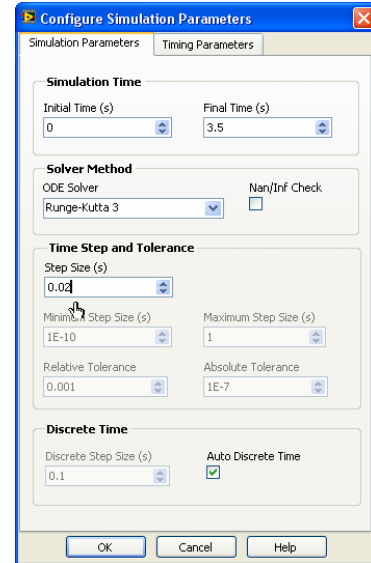 Configure Simulation Parameters
Simulation Parameters Timing Parameters
Simulation Time
Initial Time (s) Final Time (s)
0 3.5
Solver Method
ODE Solver Nan/Inf Check
Runge-Kutta 3
Time Step and Tolerance
Step Size (s)
0.02
Minimum Step Size (s) Maximum Step Size (s)
1E-10 1
Relative Tolerance Absolute Tolerance
0.001 1E-7
Discrete Time
Discrete Step Size (s) Auto Discrete Time
0.1
OK Cancel Help